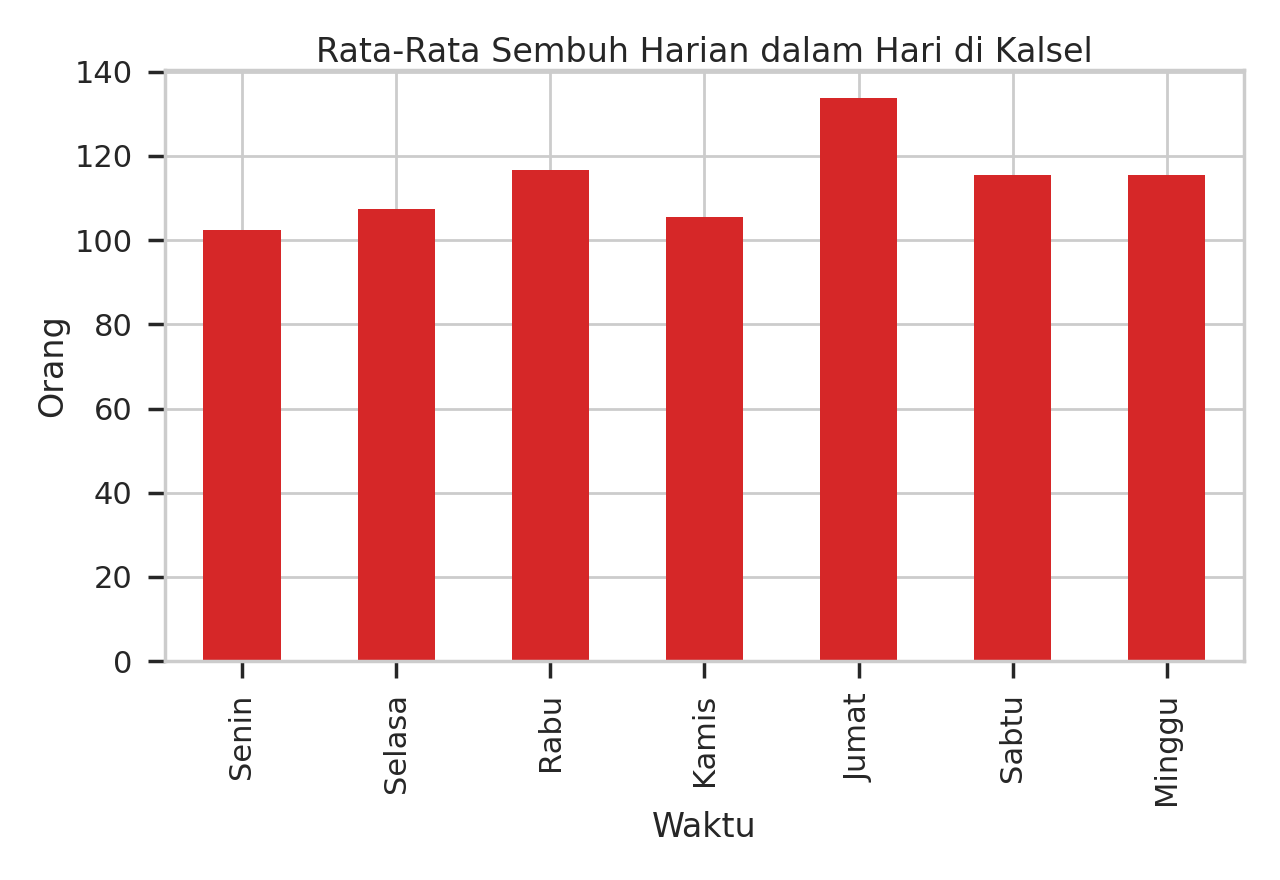 Rata-Rata Sembuh Harian dalam Hari di Kalsel
140
120
100
80
60
40
20
0
Orang
Senin
Selasa
Rabu
Kamis
Jumat
Sabtu
Minggu
Waktu